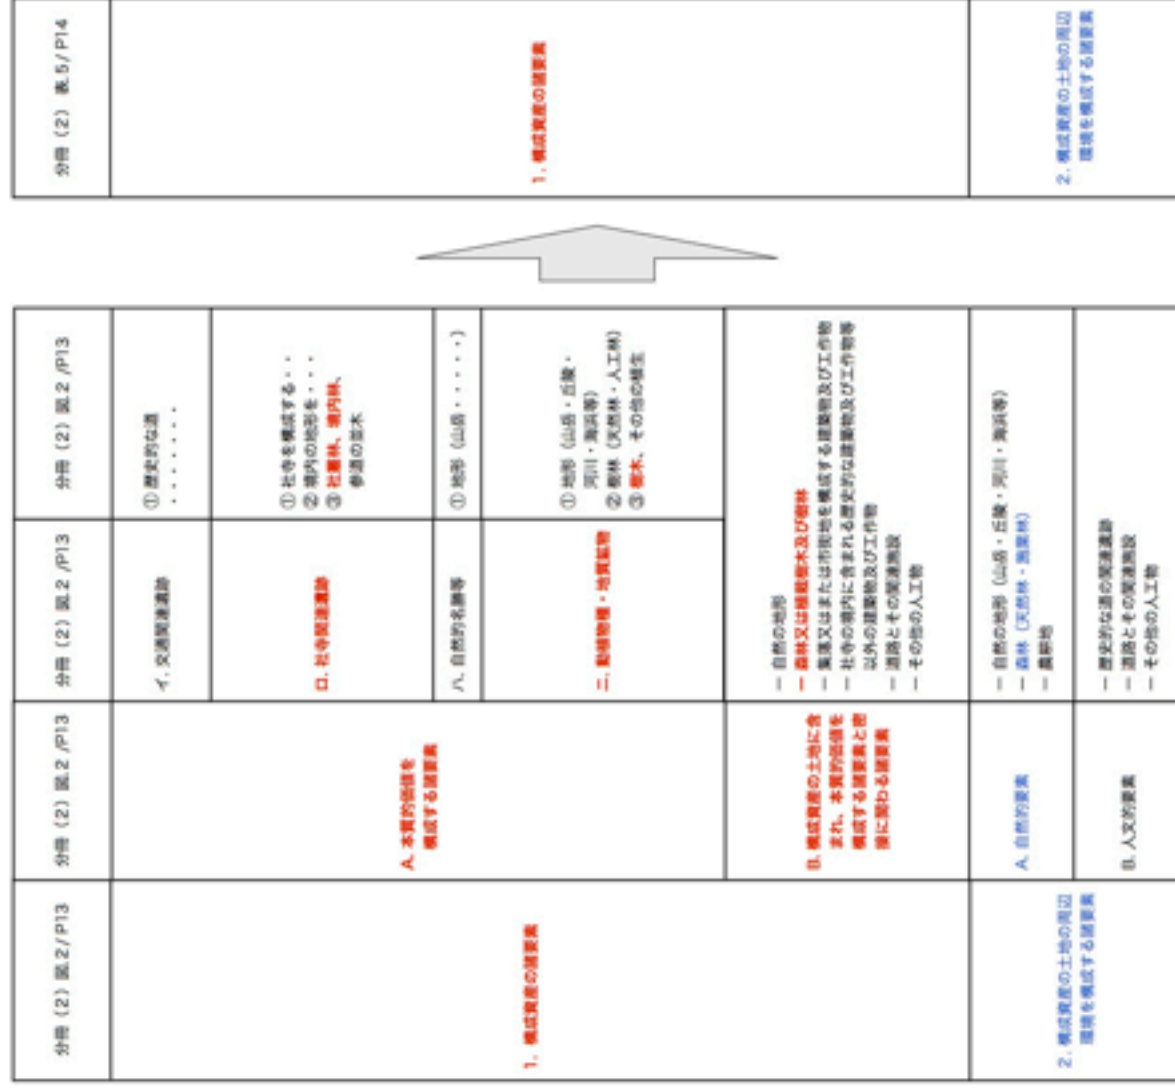 分冊（2）図.2/P13
分冊（2）図.2 /P13
分冊（2）図.2 /P13
分冊（2）図.2 /P13
分冊（2）表.5/ P14
1. 構成資産の諸要素
A. 本質的価値を
構成する諸要素
イ. 交通関連遺跡
① 歴史的な道
・・・・・・・
ロ. 社寺関連遺跡
① 社寺を構成する・・
② 境内の地形を・・・
③ 社叢林、境内林、
参道の並木
ハ. 自然的名勝等
① 地形（山岳・・・・・）
ニ. 動植物種・地質鉱物
① 地形（山岳・丘陵・
河川・海浜等）
② 樹林（天然林・人工林）
③ 樹木、その他の植生
B. 構成資産の土地に含
まれ、本質的価値を
構成する諸要素と密
接に関わる諸要素
ー 自然の地形
ー 森林又は植栽樹木及び樹林
ー 集落又はまたは市街地を構成する建築物及び工作物
ー 社寺の境内に含まれる歴史的な建築物及び工作物等
以外の建築物及び工作物
ー 道路とその関連施設
ー その他の人工物
2. 構成資産の土地の周辺
環境を構成する諸要素
A. 自然的要素
ー 自然の地形（山岳・丘陵・河川・海浜等）
ー 森林（天然林・施業林）
ー 農耕地
B. 人文的要素
ー 歴史的な道の関連遺跡
ー 道路とその関連施設
ー その他の人工物
1. 構成資産の諸要素
2. 構成資産の土地の周辺
環境を構成する諸要素